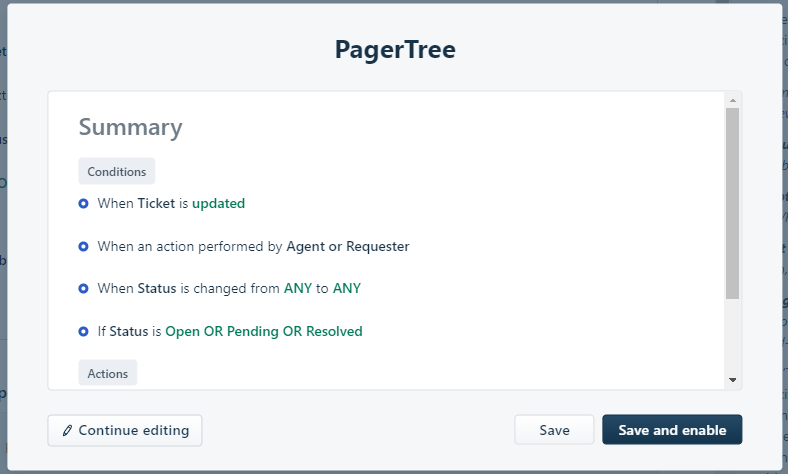 PagerTree
Summary
Conditions
When Ticket is updated
When an action performed by Agent or Requester
When Status is changed from ANY to ANY
If Status is Open OR Pending OR Resolved
Actions
Continue editing
Save
Save and enable